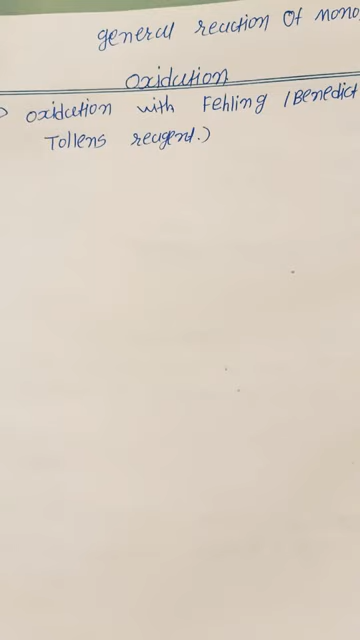 general reaction of mono
oxidation
oxidation with Fehling (Benedict
Tollens reagent.)